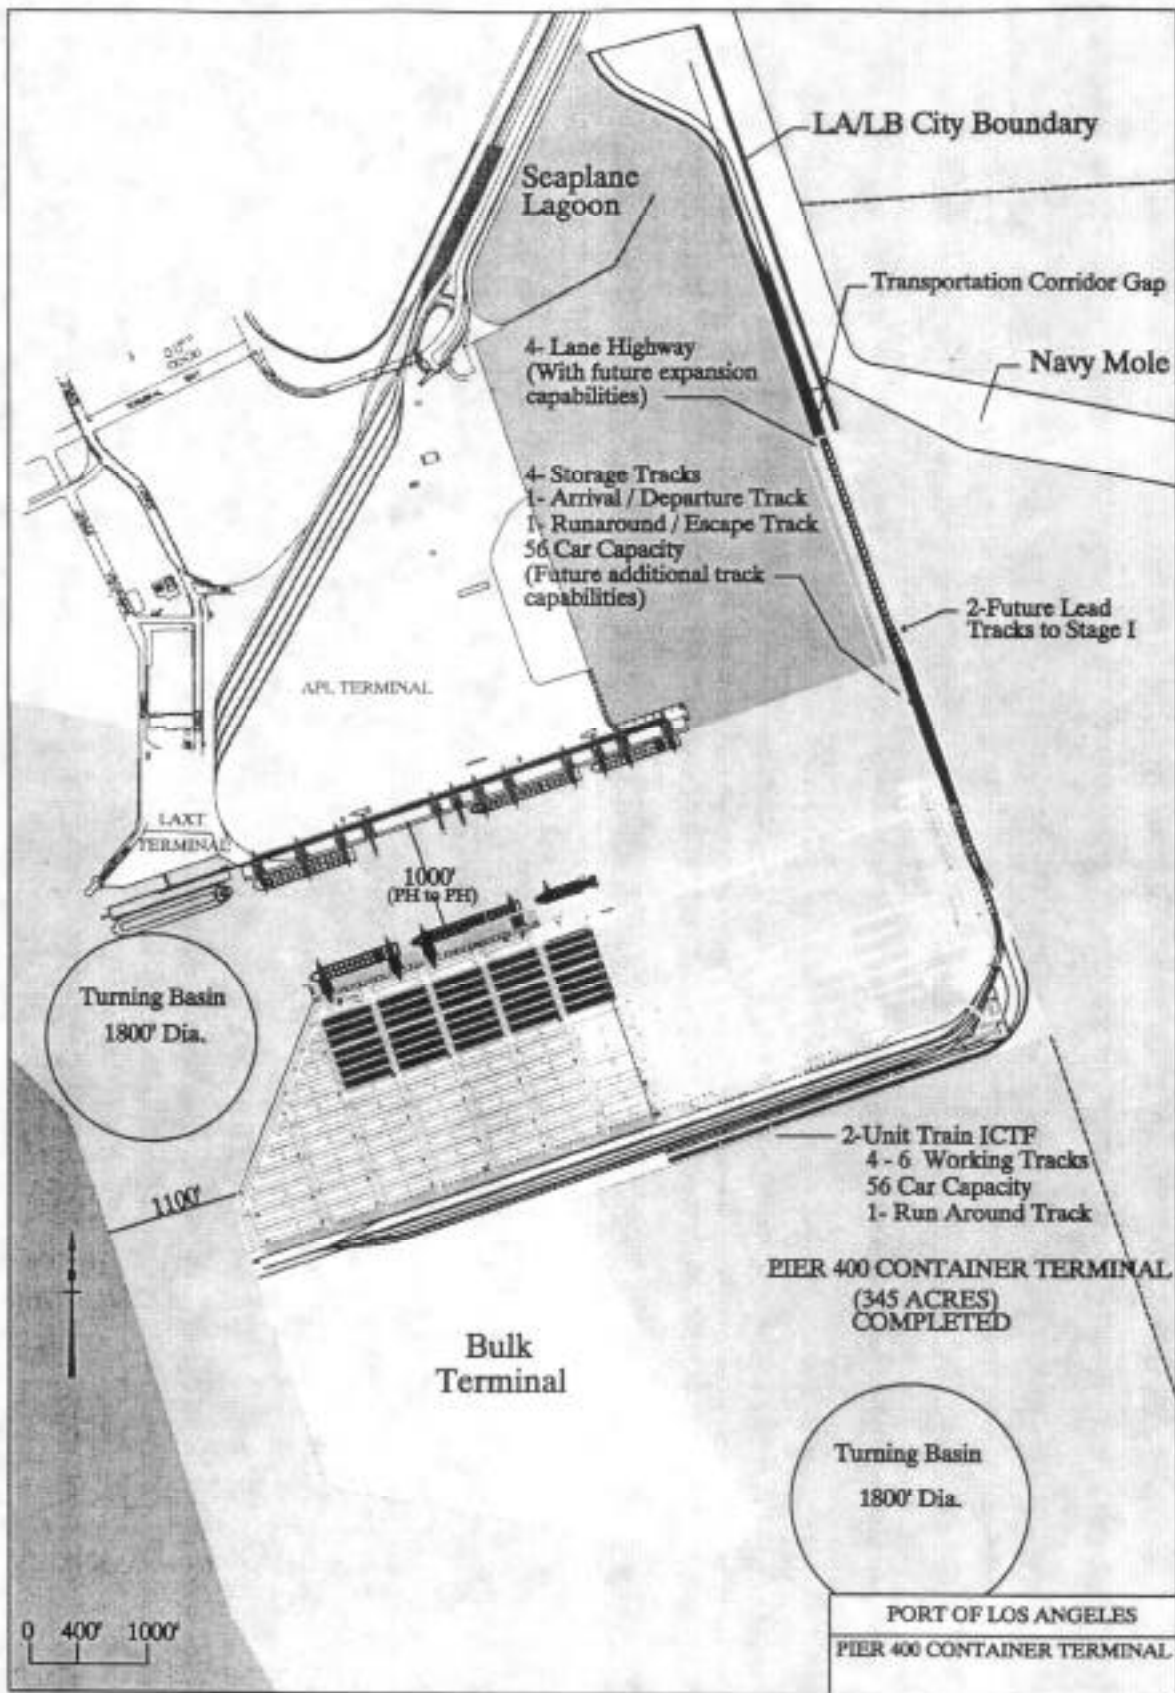 LA/LB City Boundary
Seaplane
Lagoon
Transportation Corridor Gap
4- Lane Highway
(With future expansion
capabilities)
Navy Mole
4- Storage Tracks
1- Arrival / Departure Track
1- Runaround / Escape Track
56 Car Capacity
(Future additional track
capabilities)
2-Future Lead
Tracks to Stage I
APL TERMINAL
LAXT
TERMINAL
1000'
(PH to PH)
Turning Basin
1800' Dia.
1100'
2-Unit Train ICTF
4 - 6 Working Tracks
56 Car Capacity
1- Run Around Track
PIER 400 CONTAINER TERMINAL
(345 ACRES)
COMPLETED
Bulk
Terminal
Turning Basin
1800' Dia.
0 400' 1000'
PORT OF LOS ANGELES
PIER 400 CONTAINER TERMINAL